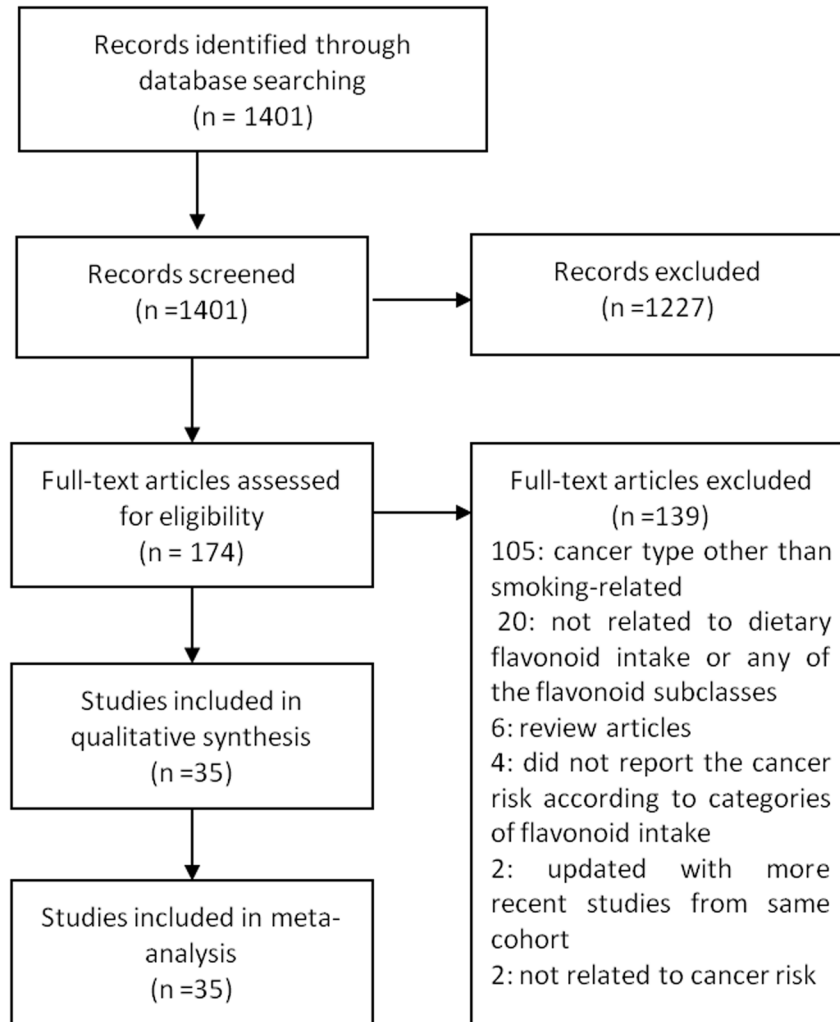 Records identified through
database searching
(n = 1401)
Records screened
(n =1401)
Records excluded
(n =1227)
Full-text articles assessed
for eligibility
(n = 174)
Full-text articles excluded
(n =139)
105: cancer type other than
smoking-related
20: not related to dietary
flavonoid intake or any of
the flavonoid subclasses
6: review articles
4: did not report the cancer
risk according to categories
of flavonoid intake
2: updated with more
recent studies from same
cohort
2: not related to cancer risk
Studies included in
qualitative synthesis
(n =35)
Studies included in meta-
analysis
(n =35)